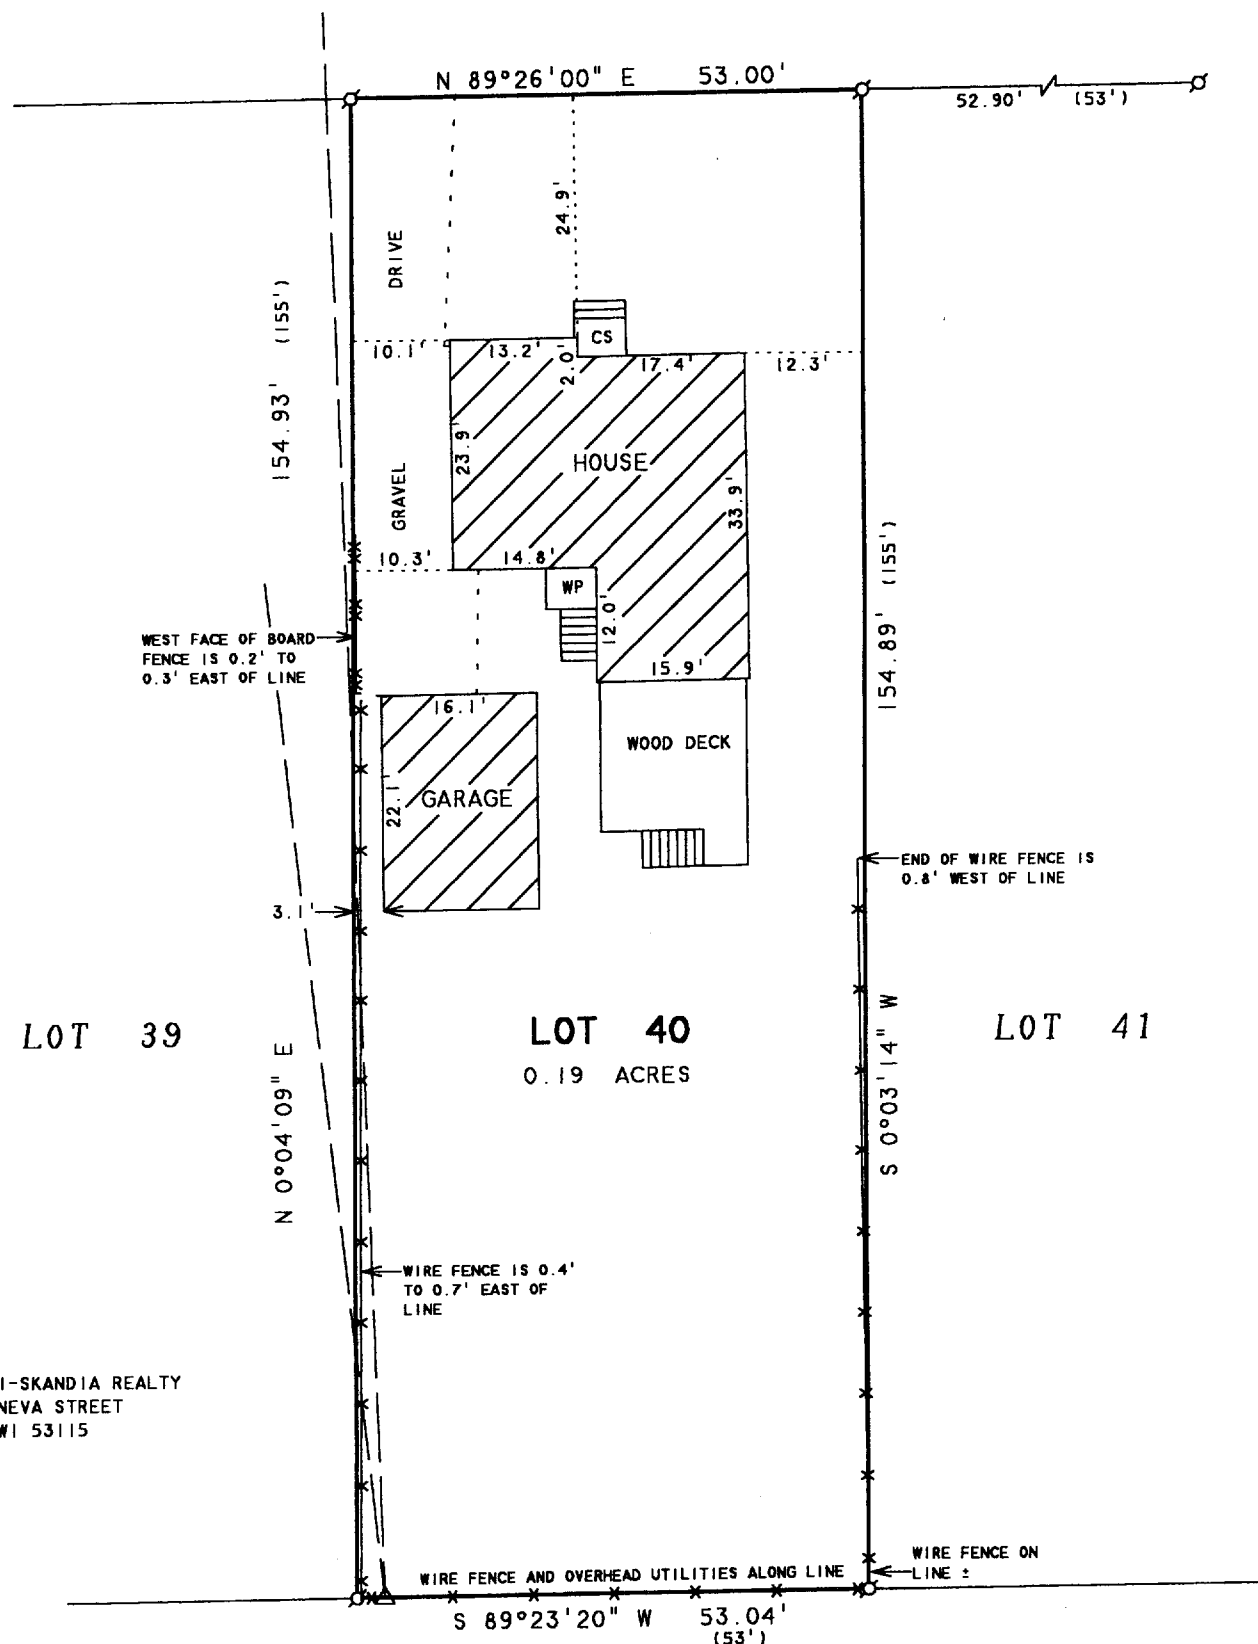 N 89°26'00" E 53.00'
52.90' (53')
24.9'
DRIVE
154.93' (155')
CS
10.1'
13.2'
2.0'
17.4'
12.3'
23.9'
HOUSE
33.9'
GRAVEL
10.3'
14.8'
WP
12.0'
15.9'
154.89' (155')
WEST FACE OF BOARD
FENCE IS 0.2' TO
0.3' EAST OF LINE
16.1'
WOOD DECK
22.1'
GARAGE
END OF WIRE FENCE IS
0.8' WEST OF LINE
3.1'
LOT 39
LOT 40
0.19 ACRES
LOT 41
N 0°04'09" E
S 0°03'14" W
WIRE FENCE IS 0.4'
TO 0.7' EAST OF
LINE
I-SKANDIA REALTY
NEVA STREET
WI 53115
WIRE FENCE AND OVERHEAD UTILITIES ALONG LINE
WIRE FENCE ON
LINE ±
S 89°23'20" W 53.04'
(53')